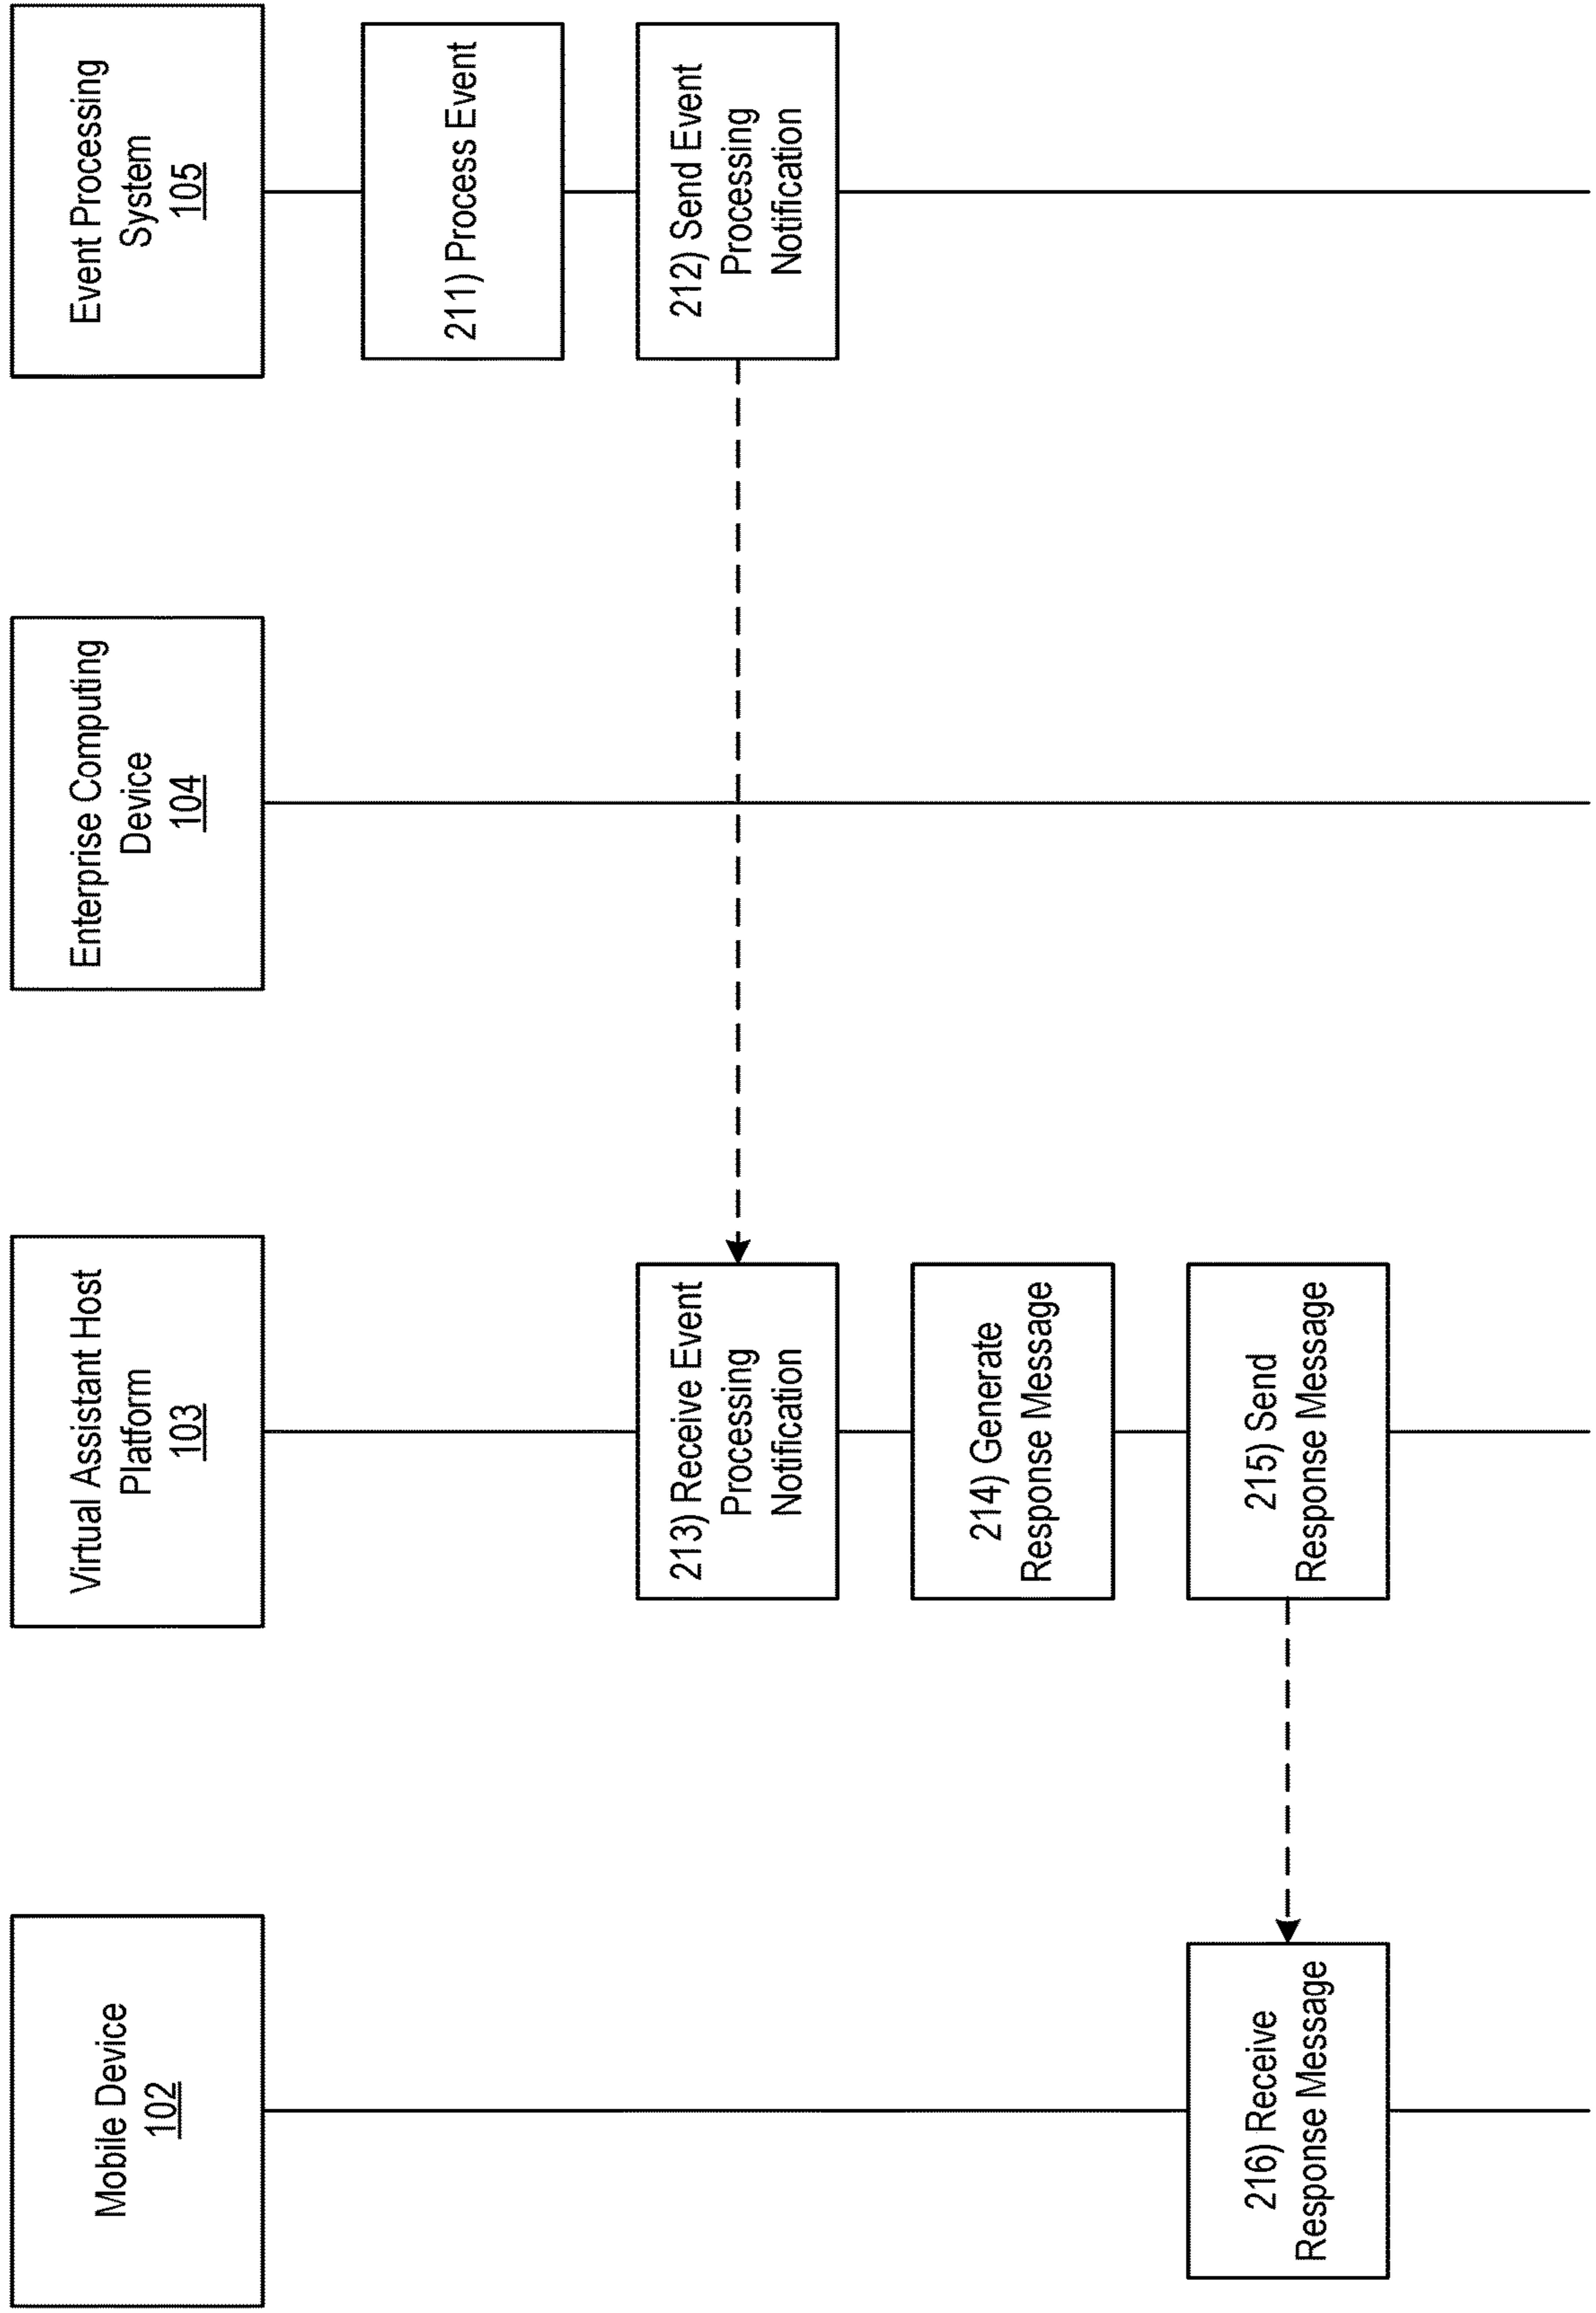 Mobile Device
102
Virtual Assistant Host
Platform
103
Enterprise Computing
Device
104
Event Processing
System
105
211) Process Event
212) Send Event
Processing
Notification
213) Receive Event
Processing
Notification
214) Generate
Response Message
215) Send
Response Message
216) Receive
Response Message